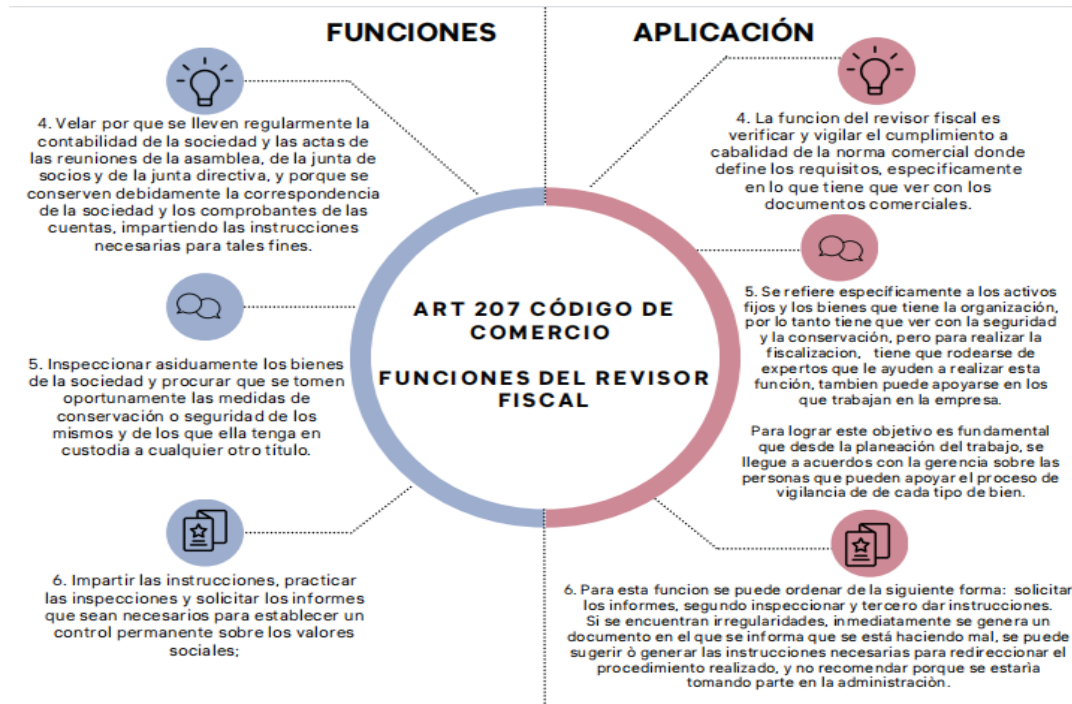 FUNCIONES
4. Velar por que se lleven regularmente la
contabilidad de la sociedad y las actas de
las reuniones de la asamblea, de la junta de
socios y de la junta directiva, y porque se
conserven debidamente la correspondencia
de la sociedad y los comprobantes de las
cuentas, impartiendo las instrucciones
necesarias para tales fines.
5. Inspeccionar asiduamente los bienes
de la sociedad y procurar que se tomen
oportunamente las medidas de
conservación o seguridad de los
mismos y de los que ella tenga en
custodia a cualquier otro título.
6. Impartir las instrucciones, practicar
las inspecciones y solicitar los informes
que sean necesarios para establecer un
control permanente sobre los valores
sociales;
ART 207 CÓDIGO DE
COMERCIO
FUNCIONES DEL REVISOR
FISCAL
APLICACIÓN
4. La funcion del revisor fiscal es
verificar y vigilar el cumplimiento a
cabalidad de la norma comercial donde
define los requisitos, específicamente
en lo que tiene que ver con los
documentos comerciales.
5. Se refiere específicamente a los activos
fijos y los bienes que tiene la organización,
por lo tanto tiene que ver con la seguridad
y la conservación, pero para realizar la
fiscalizacion, tiene que rodearse de
expertos que le ayuden a realizar esta
función, tambien puede apoyarse en los
que trabajan en la empresa.
Para lograr este objetivo es fundamental
que desde la planeación del trabajo, se
llegue a acuerdos con la gerencia sobre las
personas que pueden apoyar el proceso de
vigilancia de de cada tipo de bien.
6. Para esta funcion se puede ordenar de la siguiente forma: solicitar
los informes, segundo inspeccionar y tercero dar instrucciones.
Si se encuentran irregularidades, inmediatamente se genera un
documento en el que se informa que se está haciendo mal, se puede
sugerir ò generar las instrucciones necesarias para redireccionar el
procedimiento realizado, y no recomendar porque se estarìa
tomando parte en la administraciòn.